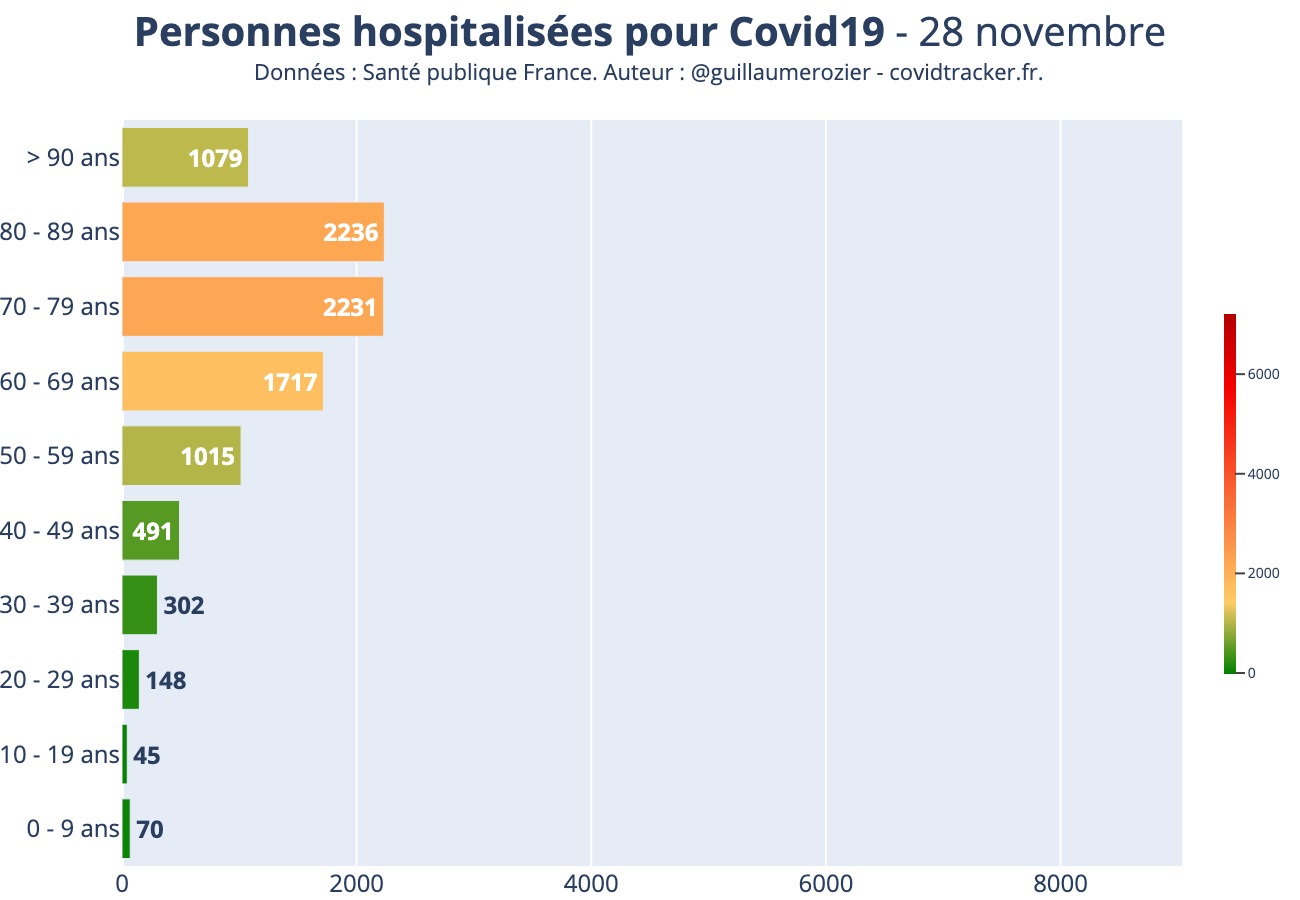 Personnes hospitalisées pour Covid19 - 28 novembre
Données : Santé publique France. Auteur : @guillaumerozier - covidtracker.fr.
> 90 ans 1079
80 - 89 ans 2236
70 - 79 ans 2231
60 - 69 ans 1717
50 - 59 ans 1015
40 - 49 ans 491
30 - 39 ans 302
20 - 29 ans 148
10 - 19 ans 45
0 - 9 ans 70
0 2000 4000 6000 8000
6000
4000
2000
0